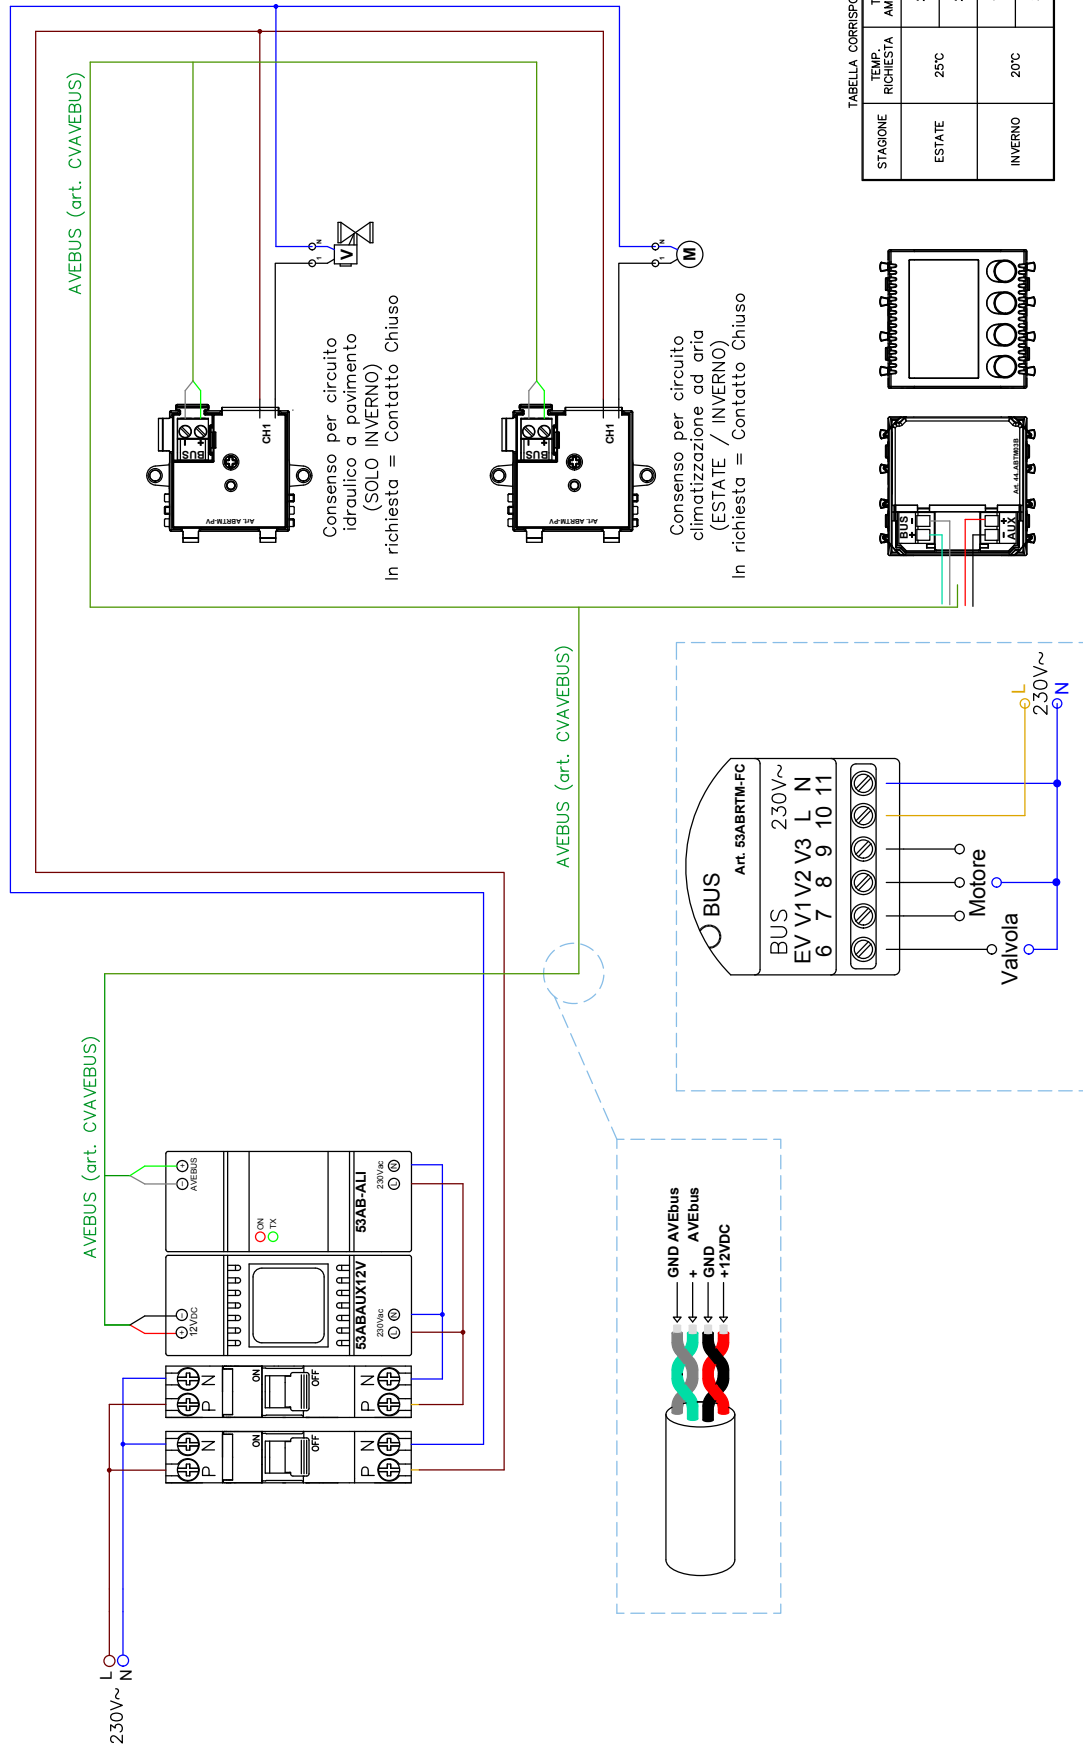 230V~
L
N
P N
ON
OFF
P N
P N
ON
OFF
P N
12VDC
+ -
53ABAUX12V
230Vac
L N
- +
AVEBUS
ON
TX
53AB-ALI
230Vac
L N
AVEBUS (art. CVAVEBUS)
AVEBUS (art. CVAVEBUS)
AVEBUS (art. CVAVEBUS)
BUS
- +
CH1
Art. ABRTM-PV
1 N
V
Consenso per circuito
idraulico a pavimento
(SOLO INVERNO)
In richiesta = Contatto Chiuso
BUS
- +
CH1
Art. ABRTM-PV
1 N
M
Consenso per circuito
climatizzazione ad aria
(ESTATE / INVERNO)
In richiesta = Contatto Chiuso
GND AVEbus
+ AVEbus
GND
+12VDC
BUS
Art. 53ABRTM-FC
BUS 230V~
EV V1 V2 V3 L N
6 7 8 9 10 11
Motore
Valvola
L
230V~
N
BUS
+ -
- +
AUX
Art. 44..ABRTM03B
TABELLA CORRISPO
STAGIONE
TEMP.
RICHIESTA
ESTATE
25°C
INVERNO
20°C